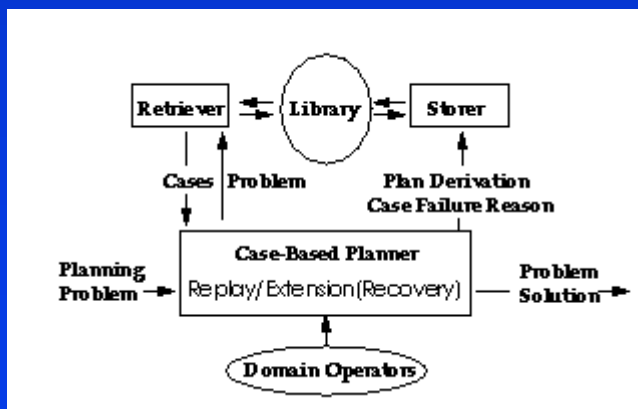 Retriever
Library
Storer
Cases
Problem
Plan Derivation
Case Failure Reason
Planning
Problem
Case-Based Planner
Replay/Extension(Recovery)
Problem
Solution
Domain Operators